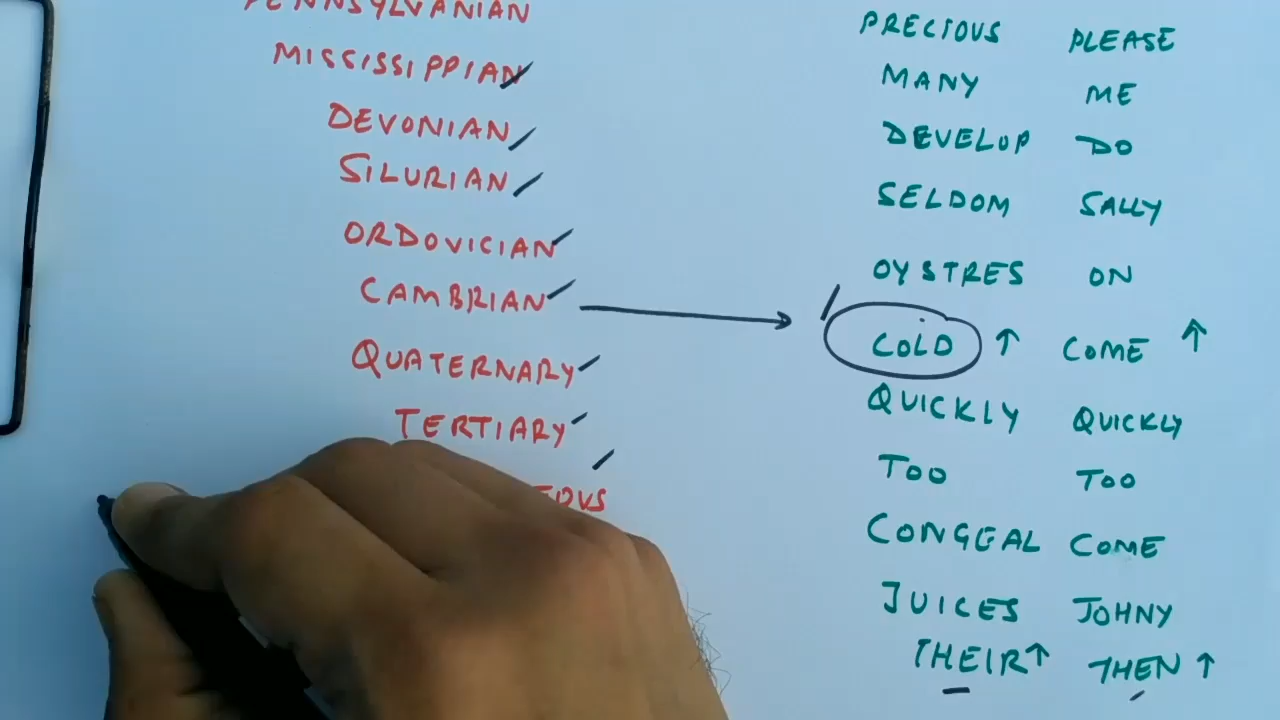 PENNSYLVANIAN
MISSISSIPPIAN
DEVONIAN
SILURIAN
ORDOVICIAN
CAMBRIAN
QUATERNARY
TERTIARY
PRECIOUS PLEASE
MANY ME
DEVELOP DO
SELDOM SALLY
OYSTRES ON
COLD ↑ COME ↑
QUICKLY QUICKLY
TOO TOO
CONGEAL COME
JUICES JOHNY
THEIR↑ THEN ↑